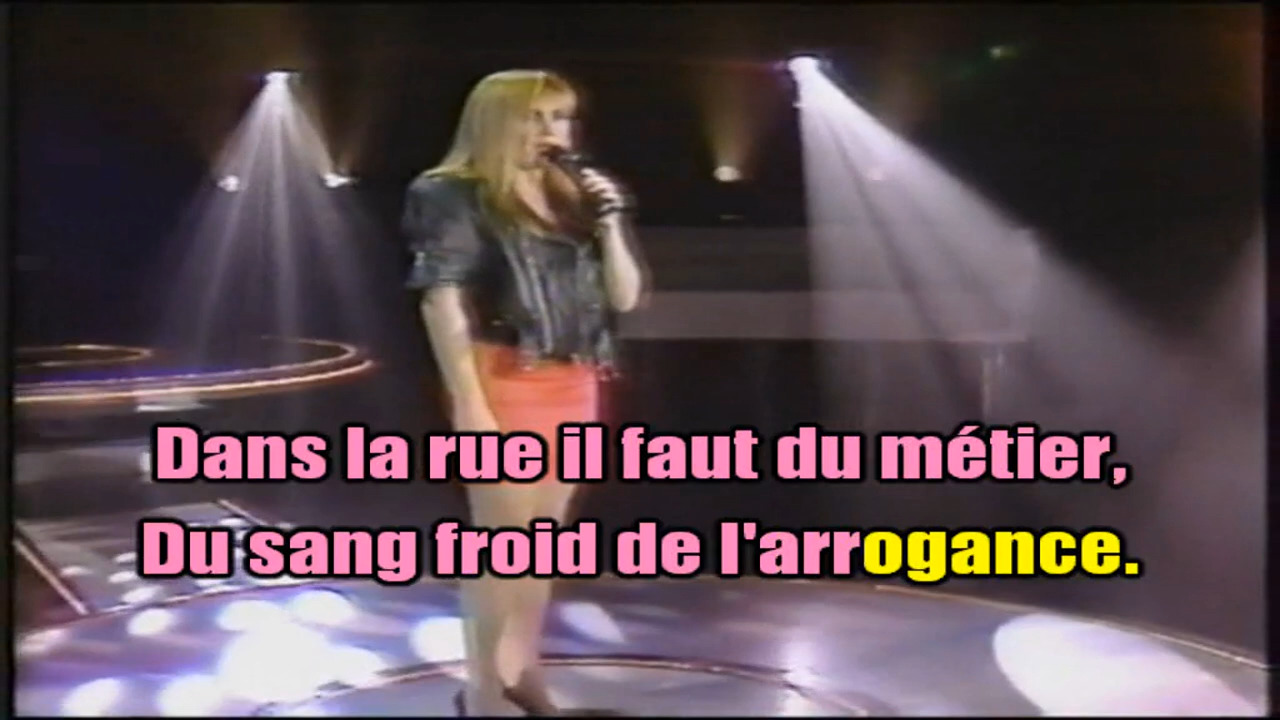 Dans la rue il faut du métier,
Du sang froid de l'arrogance.